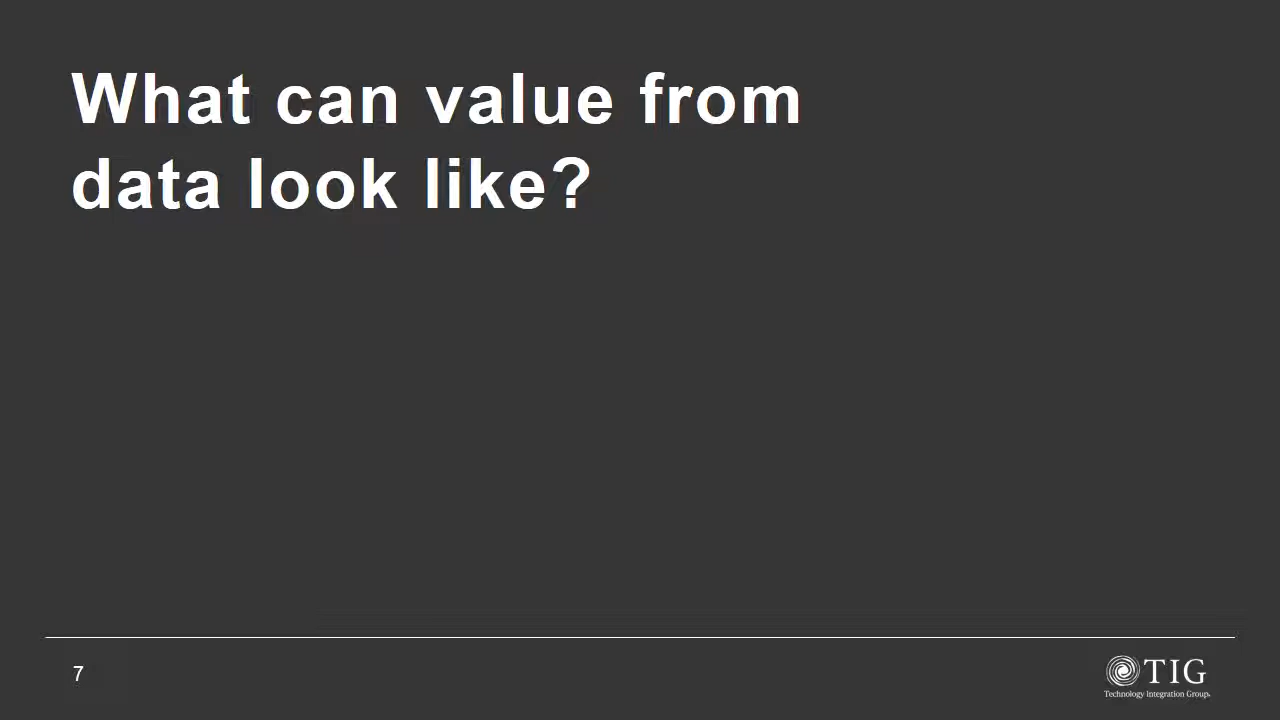 What can value from
data look like?
7
TIG
Technology Integration Group.